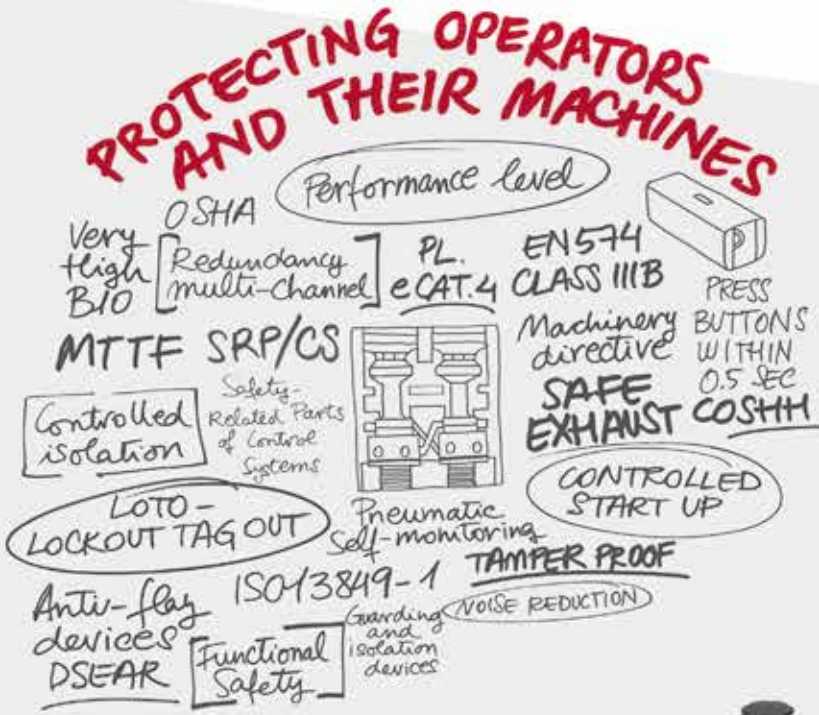 PROTECTING OPERATORS
AND THEIR MACHINES
Performance level
OSHA
Very
High
B10
Redundancy
multi-Channel
PL.
e CAT.4
EN574
CLASS IIIB
PRESS
BUTTONS
WITHIN
0.5 SEC
Machinery
directive
MTTF
SRP/CS
Safety-
Related Parts
of Control
Systems
SAFE
EXHAUST
COSHH
Controlled
isolation
CONTROLLED
START UP
LOTO-
LOCKOUT TAG OUT
Pneumatic
Self-monitoring
TAMPER PROOF
ISO13849-1
NOISE REDUCTION
Anti-flag
devices
DSEAR
Functional
Safety
Guarding
and
isolation
devices